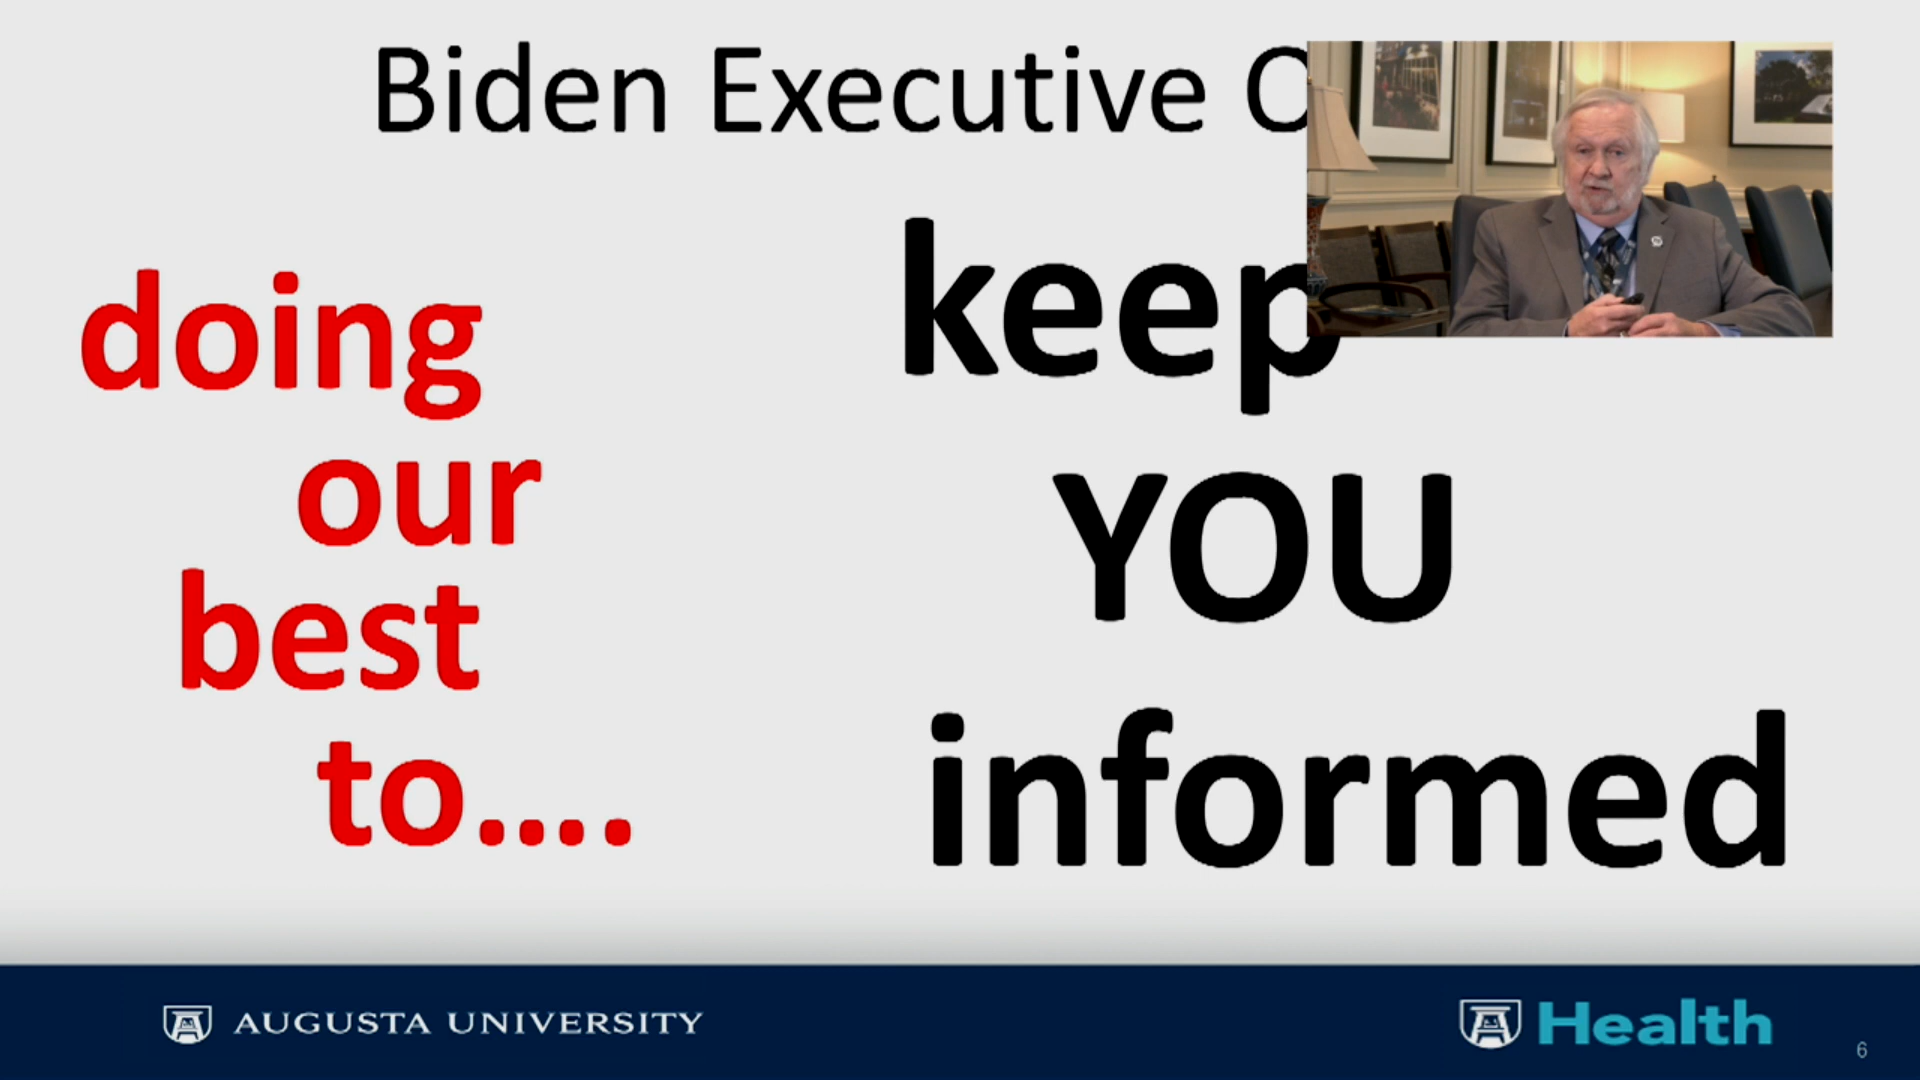 Biden Executive O
doing
our
best
to....
keep
YOU
informed
AUGUSTA UNIVERSITY
Health
6